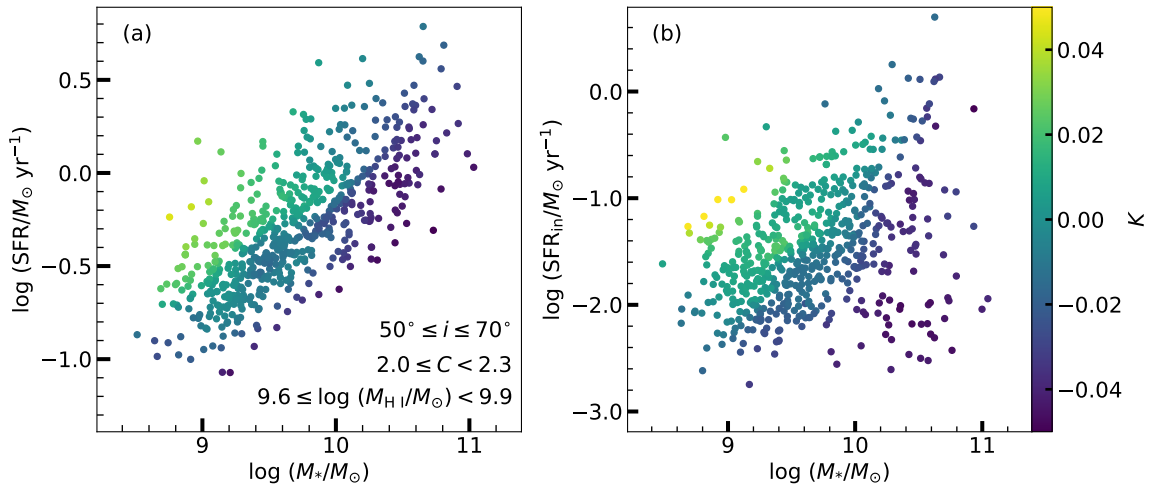 (a)
log (SFR/M⊙ yr⁻¹)
0.5
0.0
−0.5
−1.0
50° ≤ i ≤ 70°
2.0 ≤ C < 2.3
9.6 ≤ log (M_H I/M⊙) < 9.9
9 10 11
log (M*/M⊙)
(b)
log (SFR_in/M⊙ yr⁻¹)
0.0
−1.0
−2.0
−3.0
9 10 11
log (M*/M⊙)
0.04
0.02
0.00
−0.02
−0.04
K